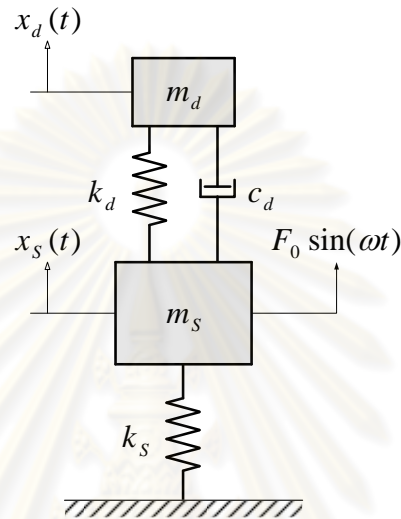 x_d(t)
m_d
k_d
c_d
x_S(t)
F_0 sin(ωt)
m_S
k_S